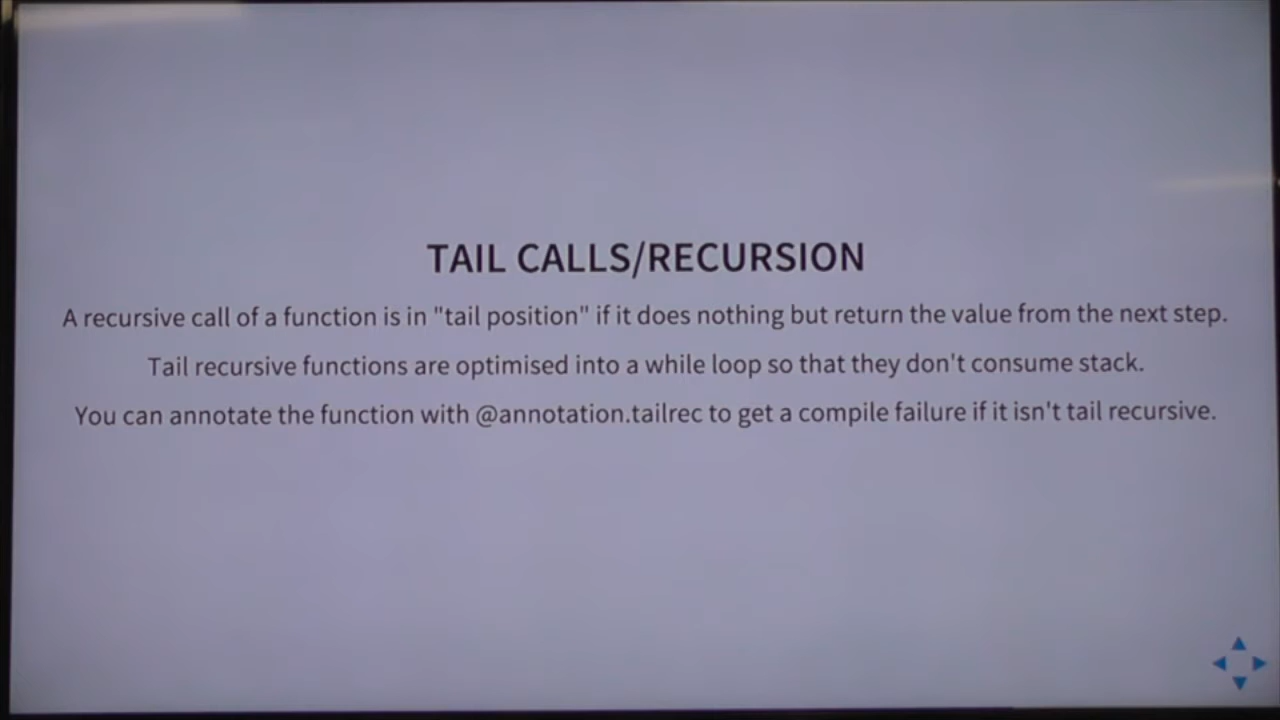 TAIL CALLS/RECURSION
A recursive call of a function is in "tail position" if it does nothing but return the value from the next step.
Tail recursive functions are optimised into a while loop so that they don't consume stack.
You can annotate the function with @annotation.tailrec to get a compile failure if it isn't tail recursive.